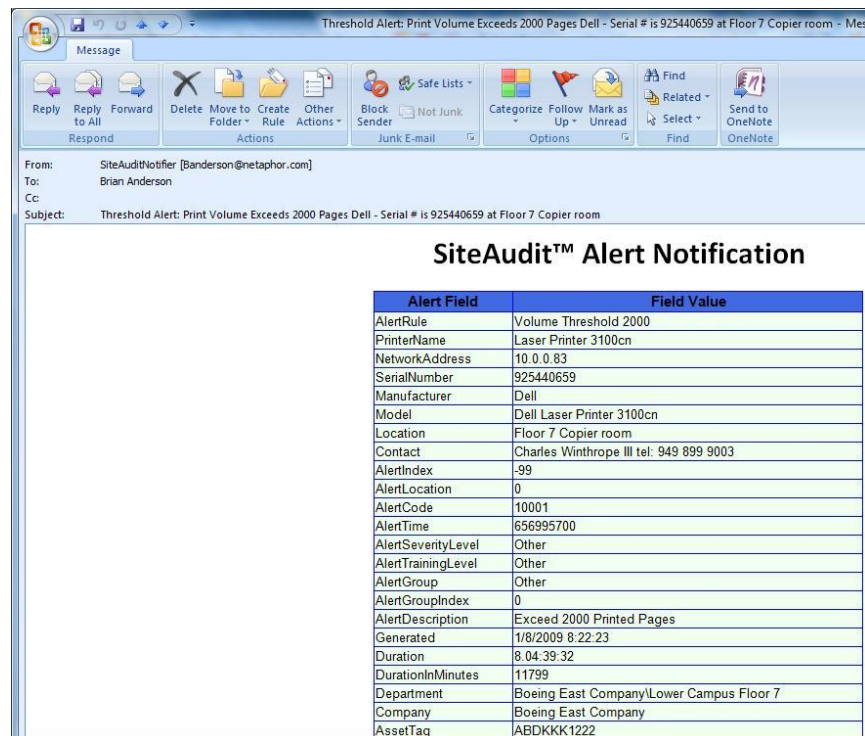 Threshold Alert: Print Volume Exceeds 2000 Pages Dell - Serial # is 925440659 at Floor 7 Copier room - Mes
Message
Reply
Reply to All
Forward
Respond
Delete
Move to Folder
Create Rule
Other Actions
Actions
Block Sender
Safe Lists
Not Junk
Junk E-mail
Categorize
Follow Up
Mark as Unread
Options
Find
Related
Select
Find
Send to OneNote
OneNote
From: SiteAuditNotifier [Banderson@netaphor.com]
To: Brian Anderson
Cc:
Subject: Threshold Alert: Print Volume Exceeds 2000 Pages Dell - Serial # is 925440659 at Floor 7 Copier room
SiteAudit™ Alert Notification
Alert Field Field Value
AlertRule Volume Threshold 2000
PrinterName Laser Printer 3100cn
NetworkAddress 10.0.0.83
SerialNumber 925440659
Manufacturer Dell
Model Dell Laser Printer 3100cn
Location Floor 7 Copier room
Contact Charles Winthrope III tel: 949 899 9003
AlertIndex -99
AlertLocation 0
AlertCode 10001
AlertTime 656995700
AlertSeverityLevel Other
AlertTrainingLevel Other
AlertGroup Other
AlertGroupIndex 0
AlertDescription Exceed 2000 Printed Pages
Generated 1/8/2009 8:22:23
Duration 8.04:39:32
DurationInMinutes 11799
Department Boeing East Company\Lower Campus Floor 7
Company Boeing East Company
AssetTag ABDKKK1222